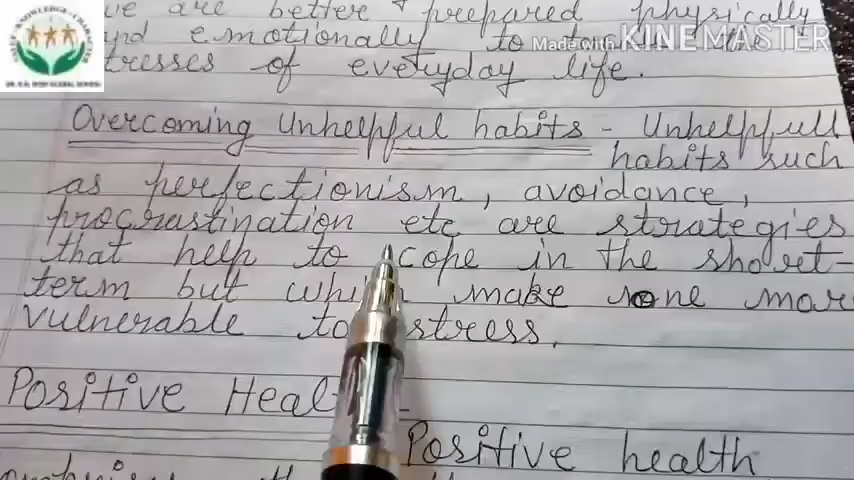 we are better prepared physically
and emotionally to the
stresses of everyday life.
Made with KINEMASTER
Overcoming Unhelpful habits - Unhelpfull
habits such
as perfectionism, avoidance,
procrastination etc are strategies
that help to cope in the short-
term but which make one more
vulnerable to stress.
Positive Heal
Positive health